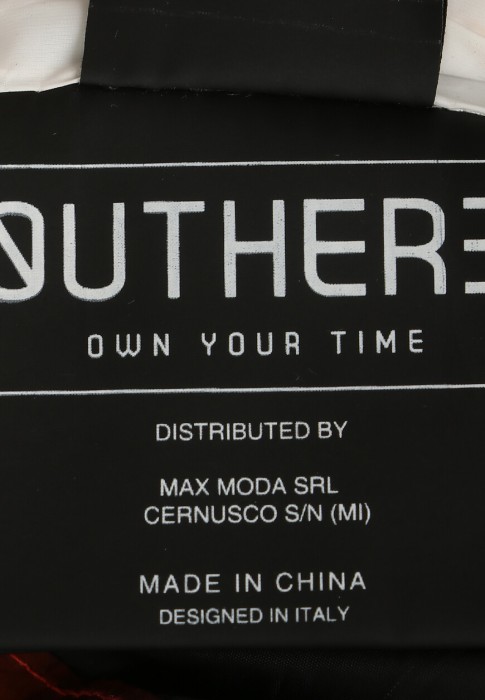 OUTHERE
OWN YOUR TIME
DISTRIBUTED BY
MAX MODA SRL
CERNUSCO S/N (MI)
MADE IN CHINA
DESIGNED IN ITALY